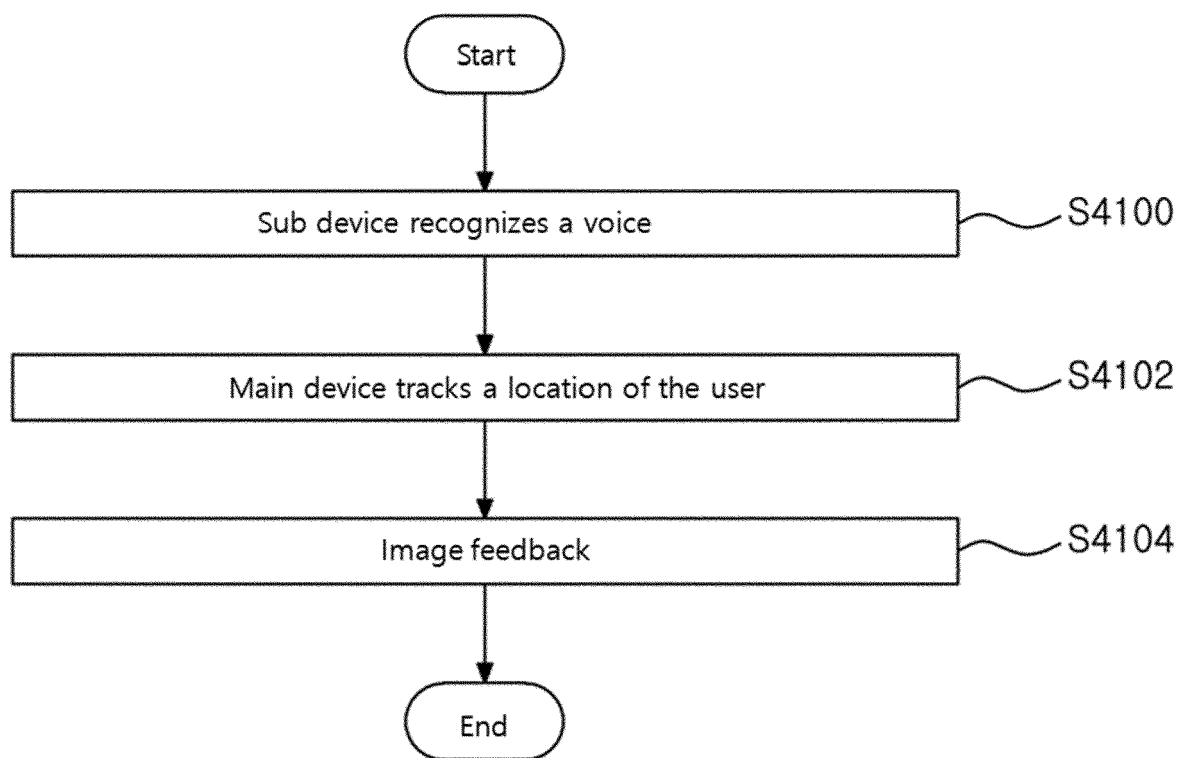 Start
Sub device recognizes a voice
S4100
Main device tracks a location of the user
S4102
Image feedback
S4104
End